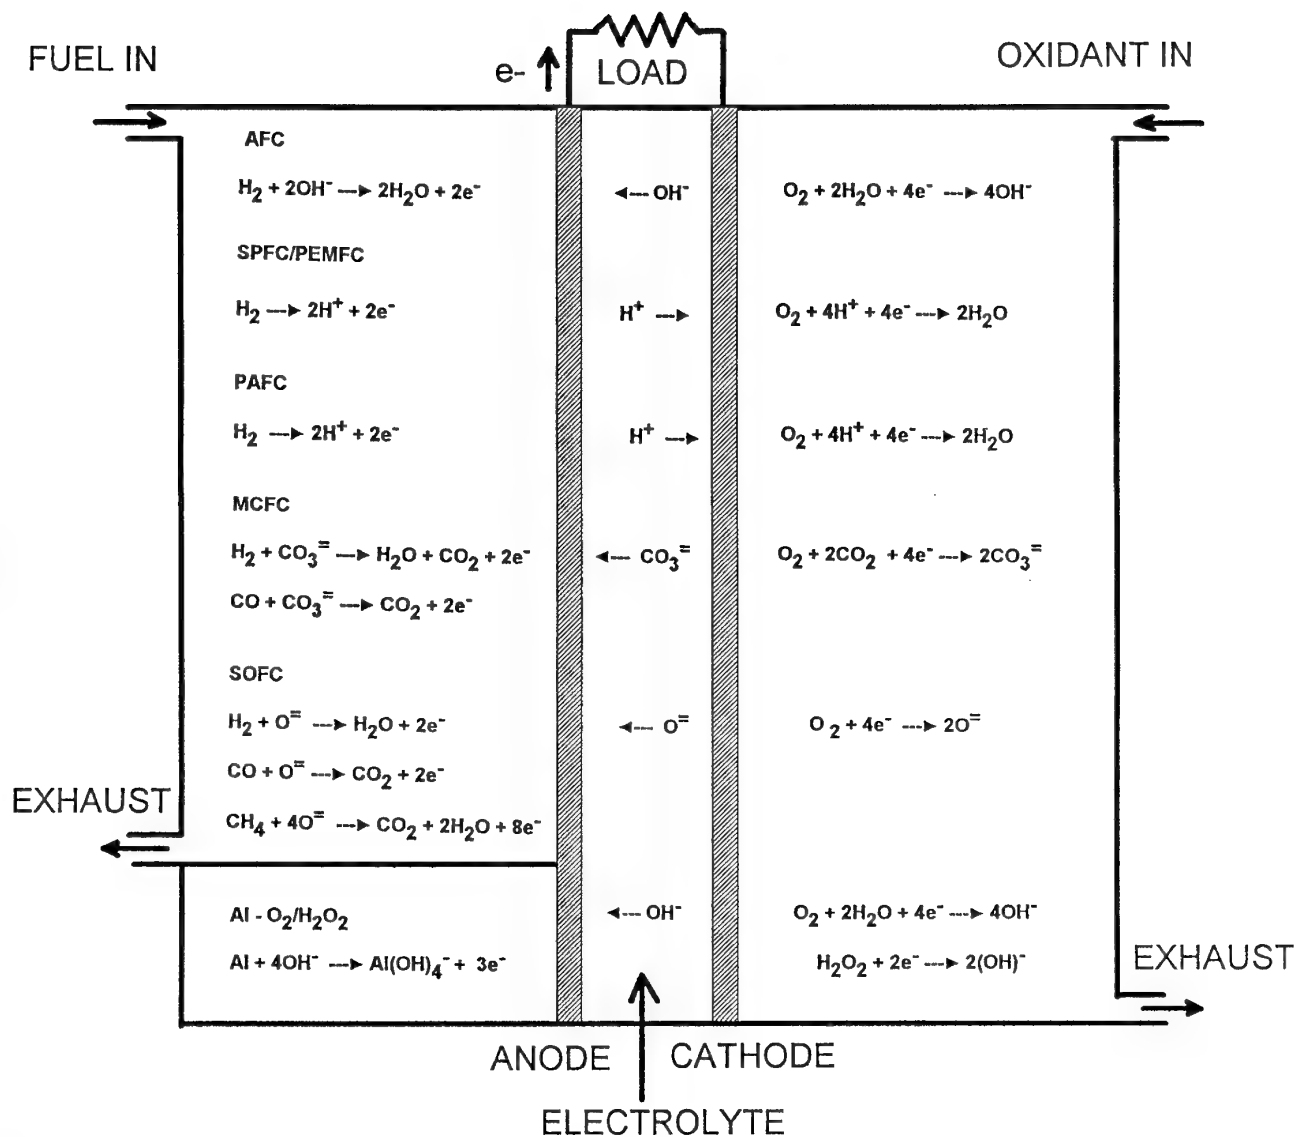 FUEL IN
e-
LOAD
OXIDANT IN
AFC
H₂ + 2OH⁻ ---► 2H₂O + 2e⁻
◄--- OH⁻
O₂ + 2H₂O + 4e⁻ ---► 4OH⁻
SPFC/PEMFC
H₂ ---► 2H⁺ + 2e⁻
H⁺ ---►
O₂ + 4H⁺ + 4e⁻ ---► 2H₂O
PAFC
H₂ ---► 2H⁺ + 2e⁻
H⁺ ---►
O₂ + 4H⁺ + 4e⁻ ---► 2H₂O
MCFC
H₂ + CO₃⁼ ---► H₂O + CO₂ + 2e⁻
◄--- CO₃⁼
O₂ + 2CO₂ + 4e⁻ ---► 2CO₃⁼
CO + CO₃⁼ ---► CO₂ + 2e⁻
SOFC
H₂ + O⁼ ---► H₂O + 2e⁻
◄--- O⁼
O₂ + 4e⁻ ---► 2O⁼
CO + O⁼ ---► CO₂ + 2e⁻
CH₄ + 4O⁼ ---► CO₂ + 2H₂O + 8e⁻
EXHAUST
Al - O₂/H₂O₂
◄--- OH⁻
O₂ + 2H₂O + 4e⁻ ---► 4OH⁻
Al + 4OH⁻ ---► Al(OH)₄⁻ + 3e⁻
H₂O₂ + 2e⁻ ---► 2(OH)⁻
EXHAUST
ANODE
CATHODE
ELECTROLYTE